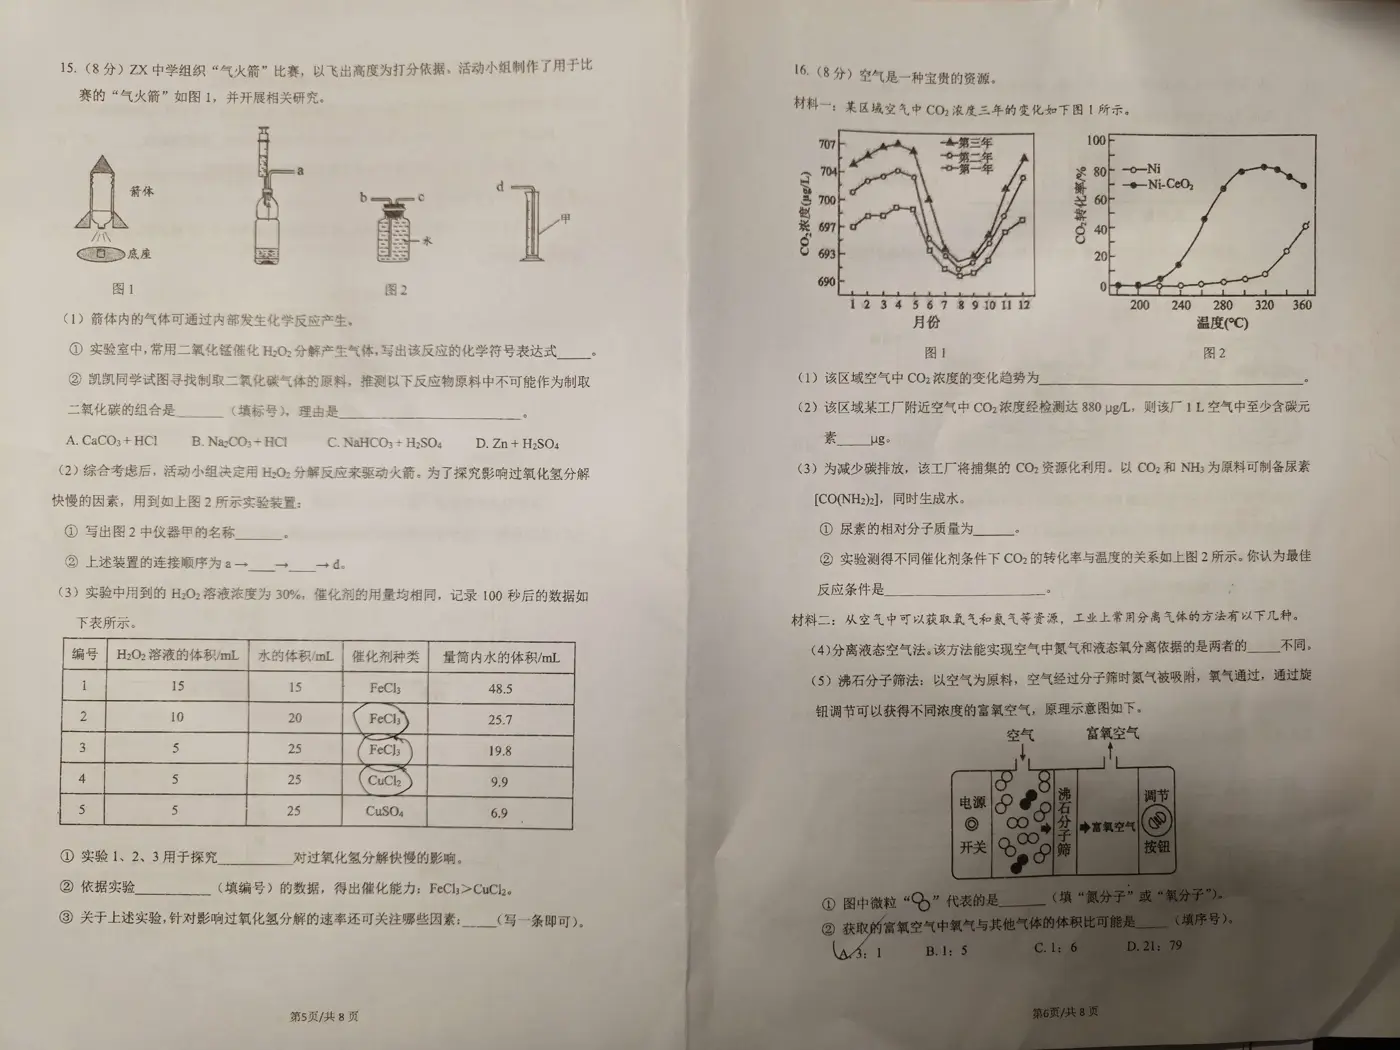 15.（8 分）ZX 中学组织“气火箭”比赛，以飞出高度为打分依据。活动小组制作了用于比
赛的“气火箭”如图 1，并开展相关研究。
箭体
底座
图 1
a
b
c
水
d
甲
图 2
（1）箭体内的气体可通过内部发生化学反应产生。
① 实验室中,常用二氧化锰催化 H₂O₂ 分解产生气体,写出该反应的化学符号表达式_____。
② 凯凯同学试图寻找制取二氧化碳气体的原料，推测以下反应物原料中不可能作为制取
二氧化碳的组合是_______（填标号），理由是___________________________。
A. CaCO₃ + HCl B. Na₂CO₃ + HCl C. NaHCO₃ + H₂SO₄ D. Zn + H₂SO₄
（2）综合考虑后，活动小组决定用 H₂O₂ 分解反应来驱动火箭。为了探究影响过氧化氢分解
快慢的因素，用到如上图 2 所示实验装置：
① 写出图 2 中仪器甲的名称_______。
② 上述装置的连接顺序为 a→____→____→d。
（3）实验中用到的 H₂O₂ 溶液浓度为 30%，催化剂的用量均相同，记录 100 秒后的数据如
下表所示。
编号 H₂O₂ 溶液的体积/mL 水的体积/mL 催化剂种类 量筒内水的体积/mL
1 15 15 FeCl₃ 48.5
2 10 20 FeCl₃ 25.7
3 5 25 FeCl₃ 19.8
4 5 25 CuCl₂ 9.9
5 5 25 CuSO₄ 6.9
① 实验 1、2、3 用于探究___________对过氧化氢分解快慢的影响。
② 依据实验___________（填编号）的数据，得出催化能力：FeCl₃＞CuCl₂。
③ 关于上述实验,针对影响过氧化氢分解的速率还可关注哪些因素：_____（写一条即可）。
第5页/共 8 页
16.（8 分）空气是一种宝贵的资源。
材料一：某区域空气中 CO₂ 浓度三年的变化如下图 1 所示。
CO₂浓度(μg/L)
707
704
700
697
693
690
第三年
第二年
第一年
1 2 3 4 5 6 7 8 9 10 11 12
月份
图 1
CO₂转化率/%
100
80
60
40
20
0
Ni
Ni-CeO₂
200 240 280 320 360
温度(℃)
图 2
（1）该区域空气中 CO₂ 浓度的变化趋势为_______________________________________。
（2）该区域某工厂附近空气中 CO₂ 浓度经检测达 880 μg/L，则该厂 1 L 空气中至少含碳元
素_____μg。
（3）为减少碳排放，该工厂将捕集的 CO₂ 资源化利用。以 CO₂ 和 NH₃ 为原料可制备尿素
[CO(NH₂)₂]，同时生成水。
① 尿素的相对分子质量为______。
② 实验测得不同催化剂条件下 CO₂ 的转化率与温度的关系如上图 2 所示。你认为最佳
反应条件是________________________。
材料二：从空气中可以获取氧气和氮气等资源，工业上常用分离气体的方法有以下几种。
（4）分离液态空气法。该方法能实现空气中氮气和液态氧分离依据的是两者的_____不同。
（5）沸石分子筛法：以空气为原料，空气经过分子筛时氮气被吸附，氧气通过，通过旋
钮调节可以获得不同浓度的富氧空气，原理示意图如下。
空气
富氧空气
电源
开关
沸石分子筛
富氧空气
调节
按钮
① 图中微粒“ ”代表的是_______（填“氮分子”或“氧分子”）。
② 获取的富氧空气中氧气与其他气体的体积比可能是_____（填序号）。
A. 3：1 B. 1：5 C. 1：6 D. 21：79
第6页/共 8 页